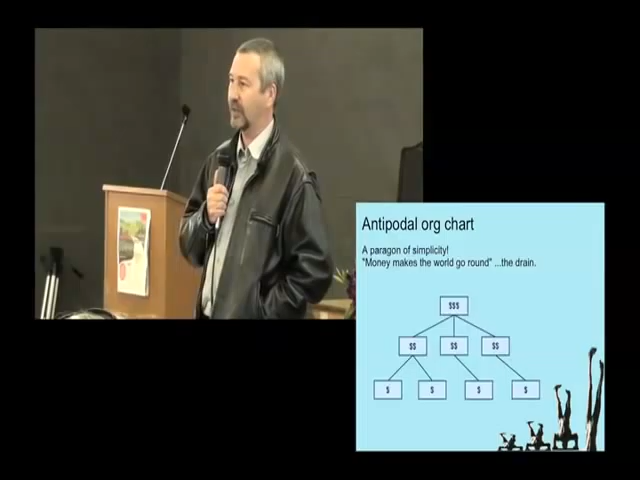 Antipodal org chart
A paragon of simplicity!
"Money makes the world go round" ...the drain.
$$$
$$ $$ $$
$ $ $ $